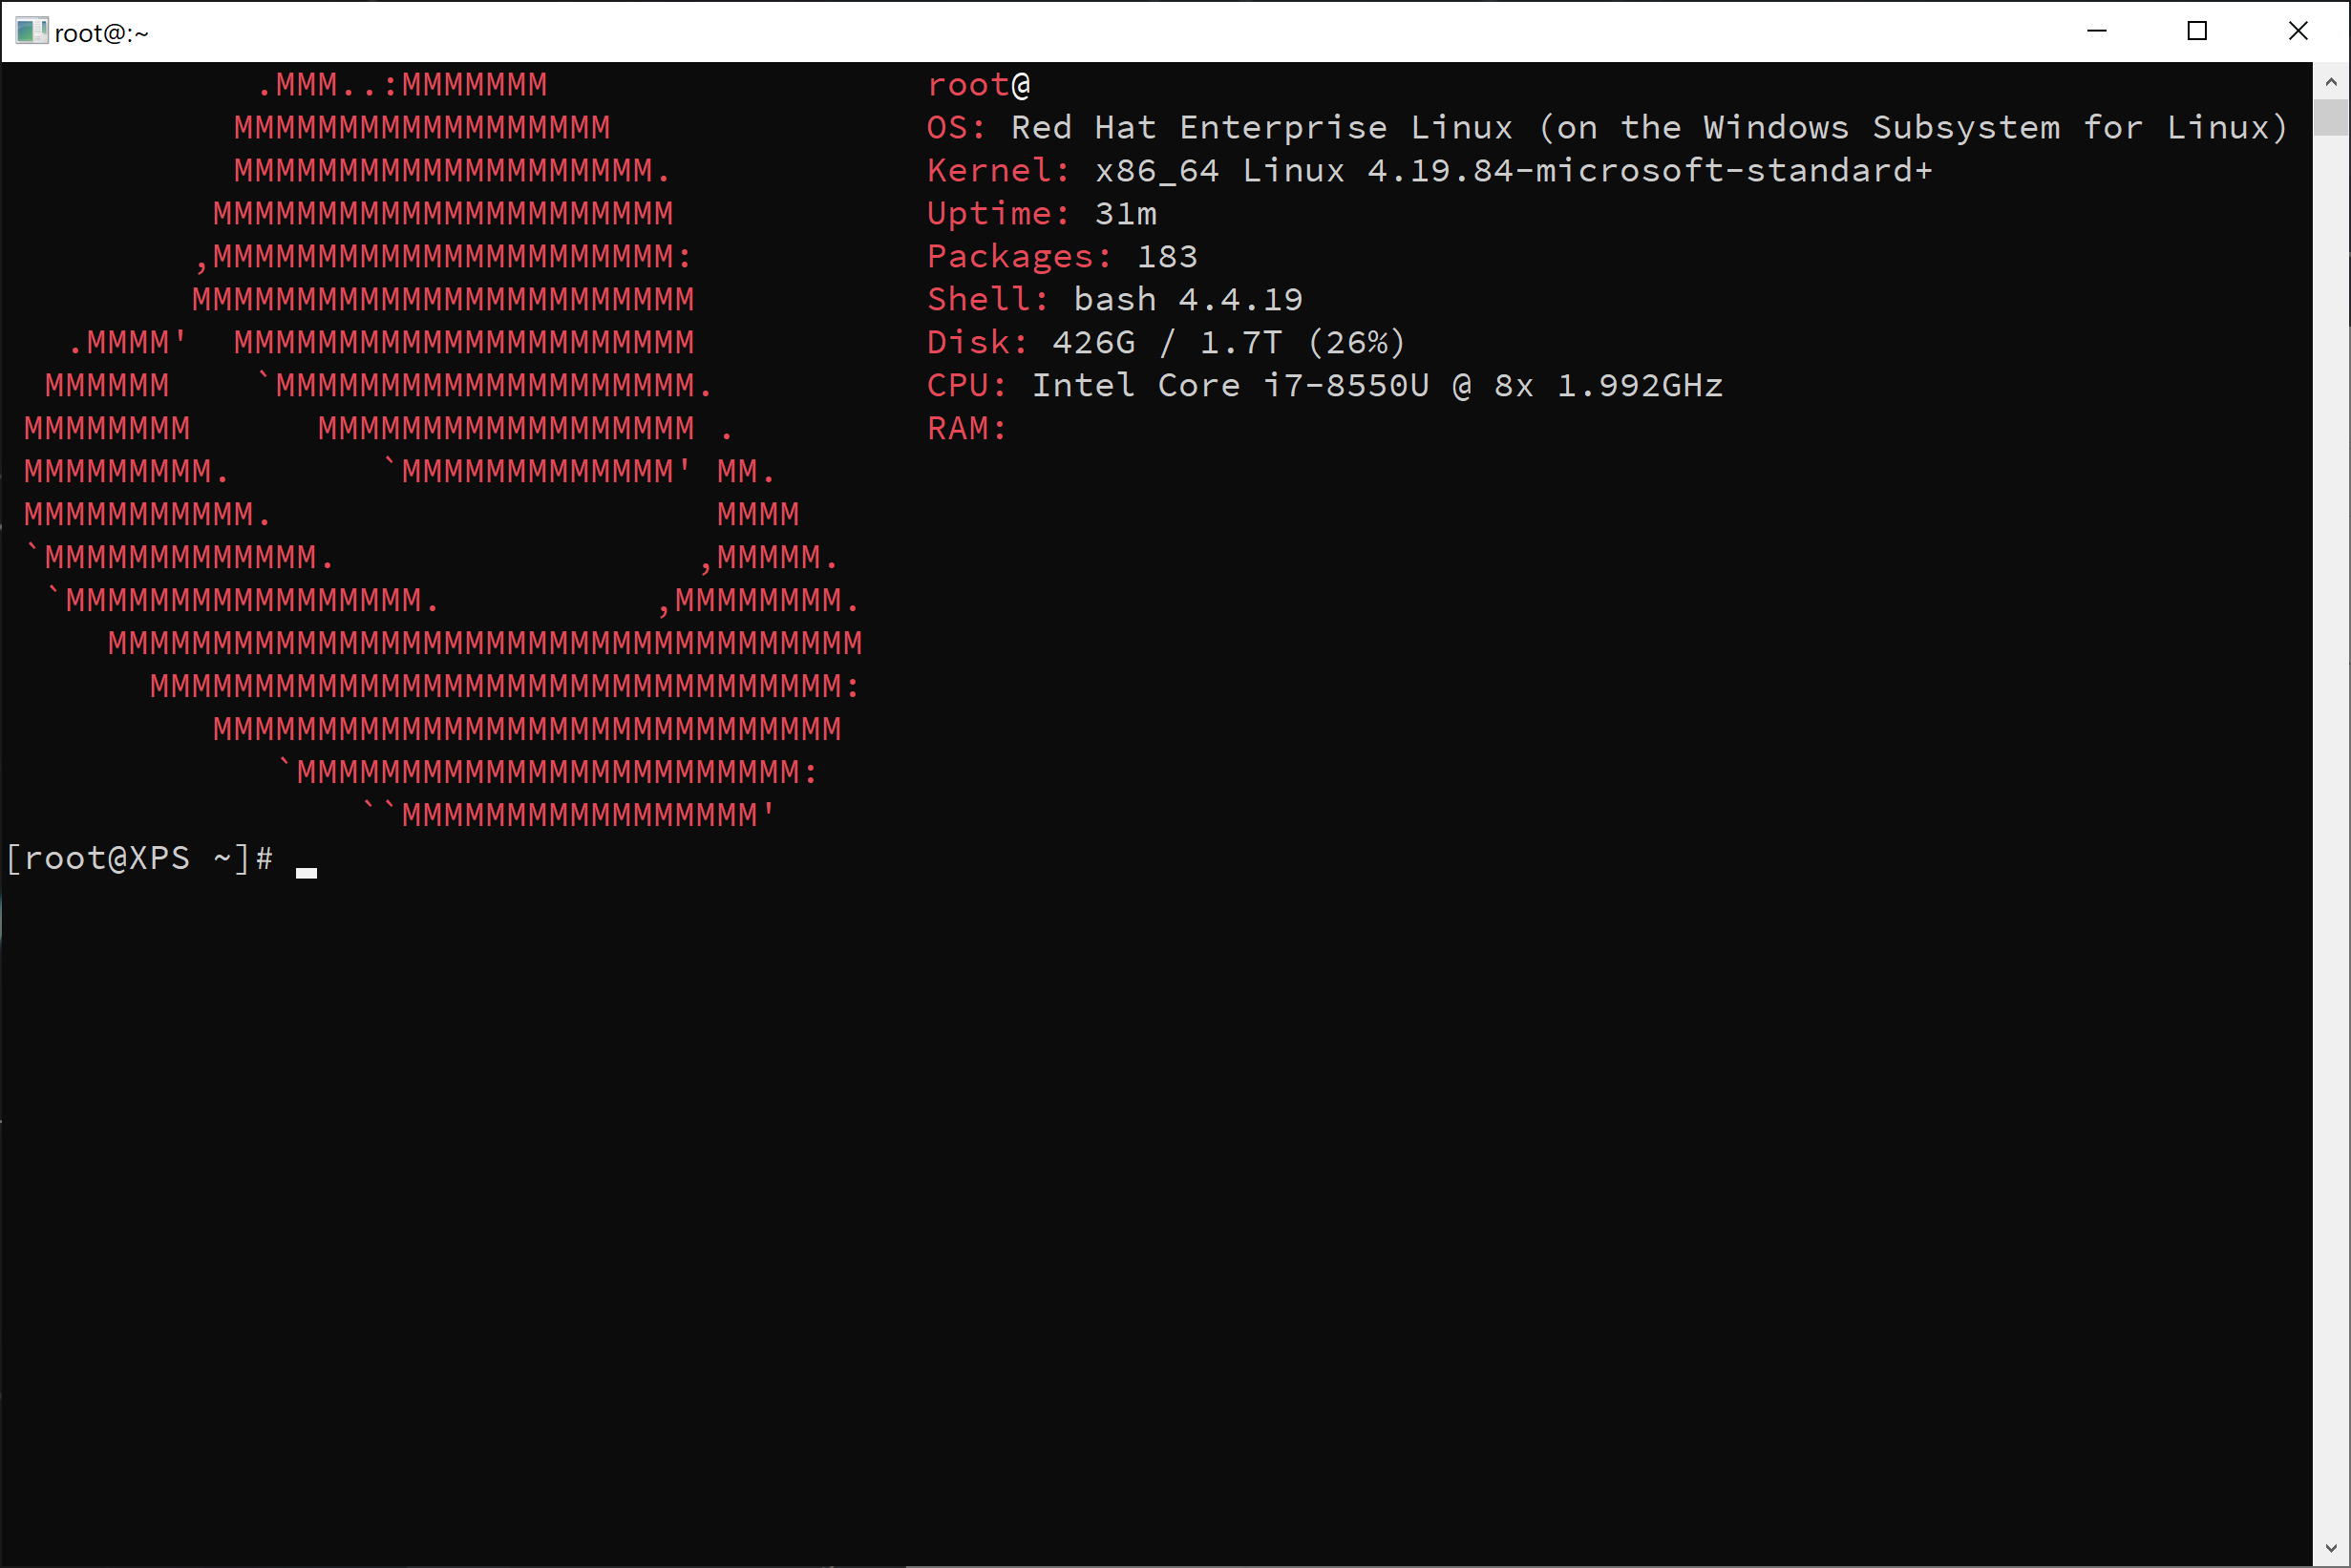 root@:~
            .MMM..:MMMMMMM                  root@
           MMMMMMMMMMMMMMMMMM               OS: Red Hat Enterprise Linux (on the Windows Subsystem for Linux)
           MMMMMMMMMMMMMMMMMMMM.            Kernel: x86_64 Linux 4.19.84-microsoft-standard+
          MMMMMMMMMMMMMMMMMMMMMM            Uptime: 31m
         ,MMMMMMMMMMMMMMMMMMMMMM:           Packages: 183
         MMMMMMMMMMMMMMMMMMMMMMMM           Shell: bash 4.4.19
   .MMMM'  MMMMMMMMMMMMMMMMMMMMMM           Disk: 426G / 1.7T (26%)
  MMMMMM    `MMMMMMMMMMMMMMMMMMMM.          CPU: Intel Core i7-8550U @ 8x 1.992GHz
 MMMMMMMM      MMMMMMMMMMMMMMMMMM .         RAM:
 MMMMMMMMM.       `MMMMMMMMMMMMM' MM.
 MMMMMMMMMMM.                     MMMM
 `MMMMMMMMMMMMM.                 ,MMMMM.
  `MMMMMMMMMMMMMMMMM.          ,MMMMMMMM.
     MMMMMMMMMMMMMMMMMMMMMMMMMMMMMMMMMMMM
       MMMMMMMMMMMMMMMMMMMMMMMMMMMMMMMMM:
          MMMMMMMMMMMMMMMMMMMMMMMMMMMMMM
             `MMMMMMMMMMMMMMMMMMMMMMMM:
                 ``MMMMMMMMMMMMMMMMM'
[root@XPS ~]#